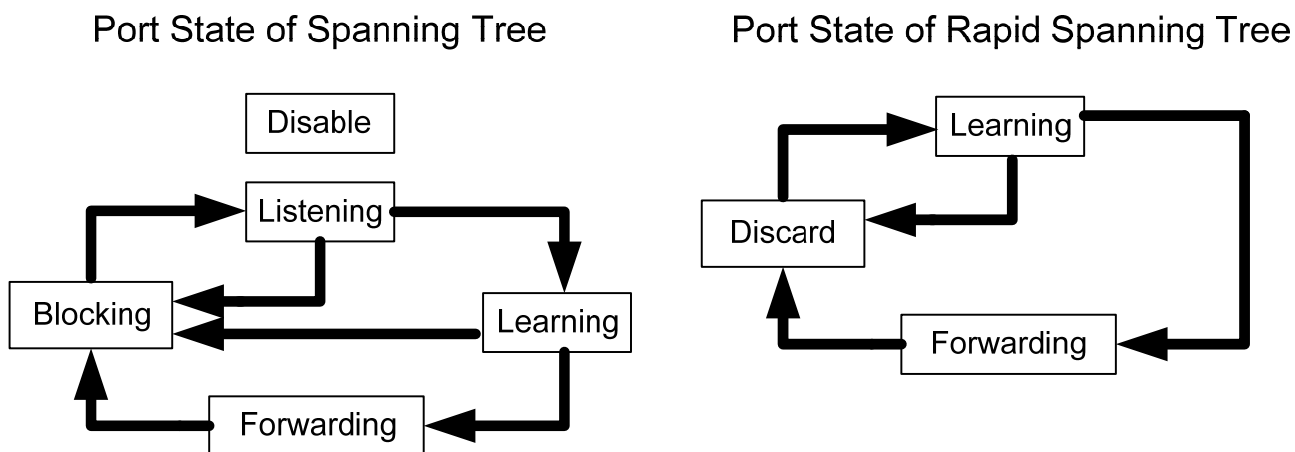 Port State of Spanning Tree
Disable
Listening
Blocking
Learning
Forwarding
Port State of Rapid Spanning Tree
Learning
Discard
Forwarding